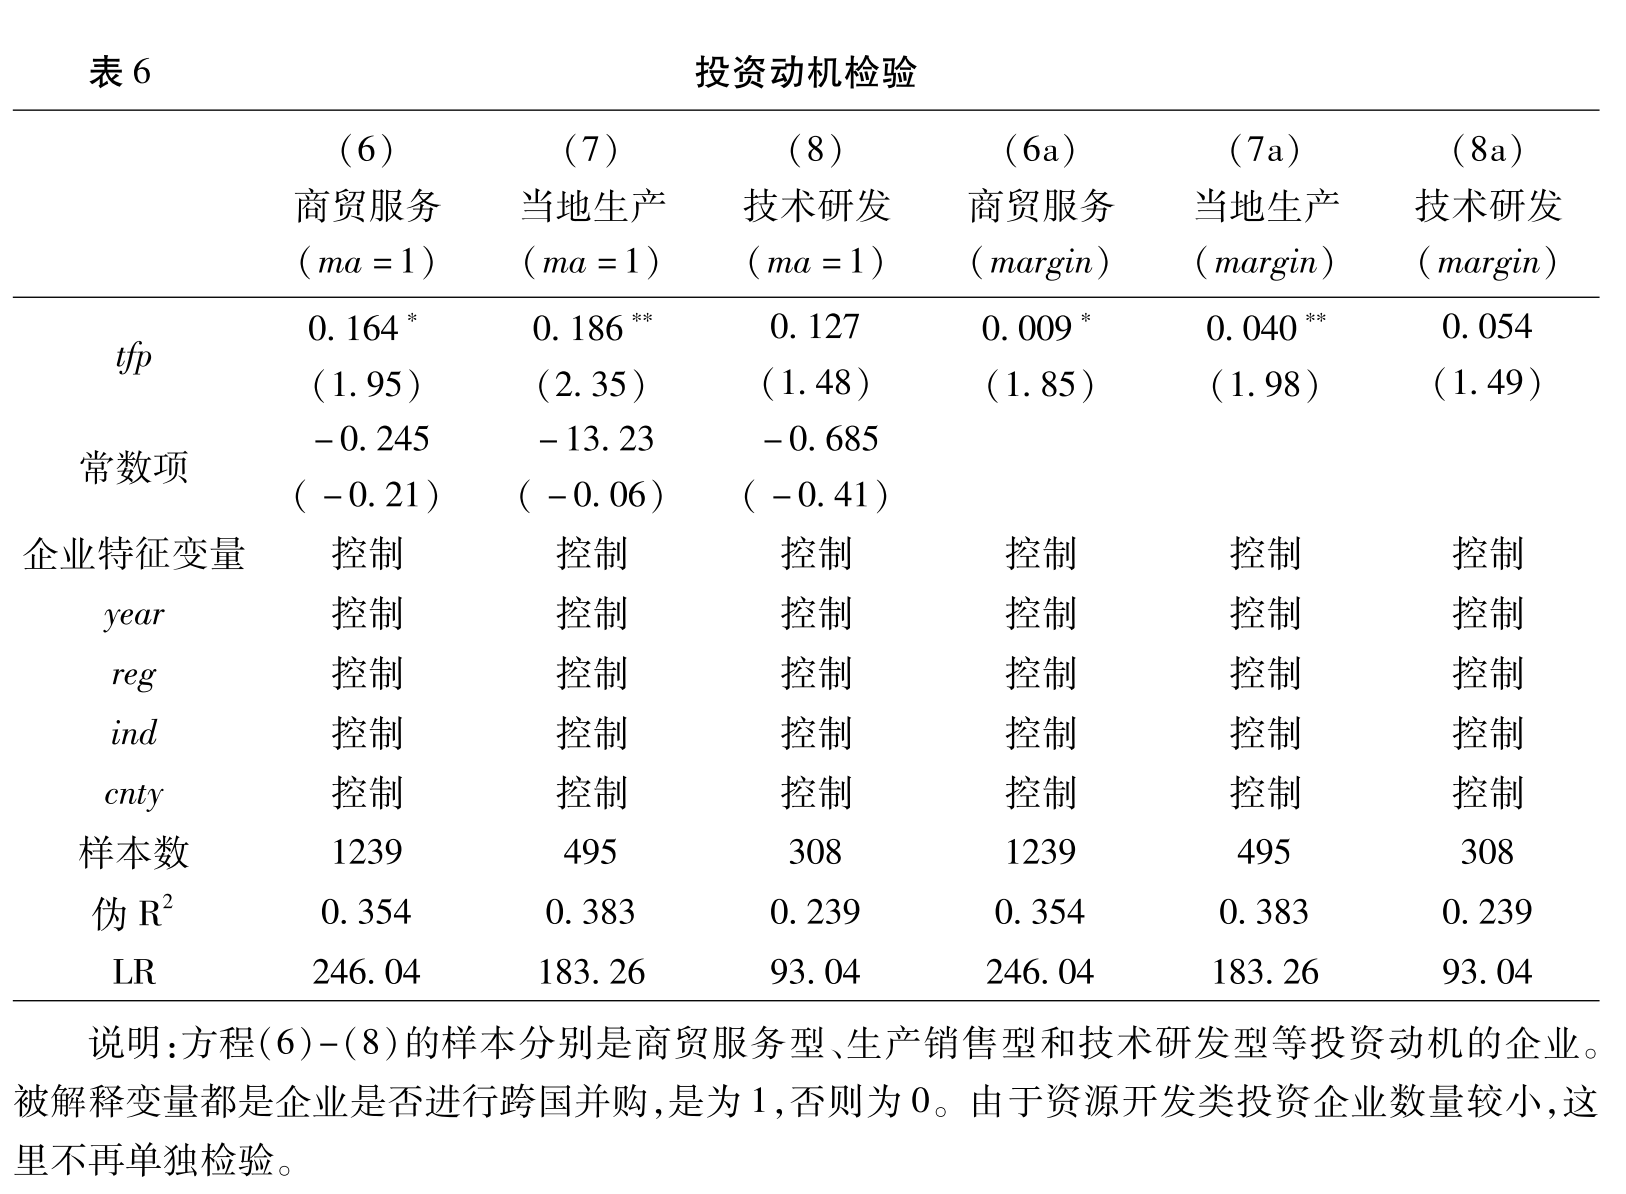 表 6 投资动机检验
(6) (7) (8) (6a) (7a) (8a)
商贸服务 当地生产 技术研发 商贸服务 当地生产 技术研发
(ma = 1) (ma = 1) (ma = 1) (margin) (margin) (margin)
0.164* 0.186** 0.127 0.009* 0.040** 0.054
tfp
(1.95) (2.35) (1.48) (1.85) (1.98) (1.49)
-0.245 -13.23 -0.685
常数项
(-0.21) (-0.06) (-0.41)
企业特征变量 控制 控制 控制 控制 控制 控制
year 控制 控制 控制 控制 控制 控制
reg 控制 控制 控制 控制 控制 控制
ind 控制 控制 控制 控制 控制 控制
cnty 控制 控制 控制 控制 控制 控制
样本数 1239 495 308 1239 495 308
伪 R² 0.354 0.383 0.239 0.354 0.383 0.239
LR 246.04 183.26 93.04 246.04 183.26 93.04
说明:方程(6)-(8)的样本分别是商贸服务型、生产销售型和技术研发型等投资动机的企业。
被解释变量都是企业是否进行跨国并购,是为1,否则为0。由于资源开发类投资企业数量较小,这
里不再单独检验。